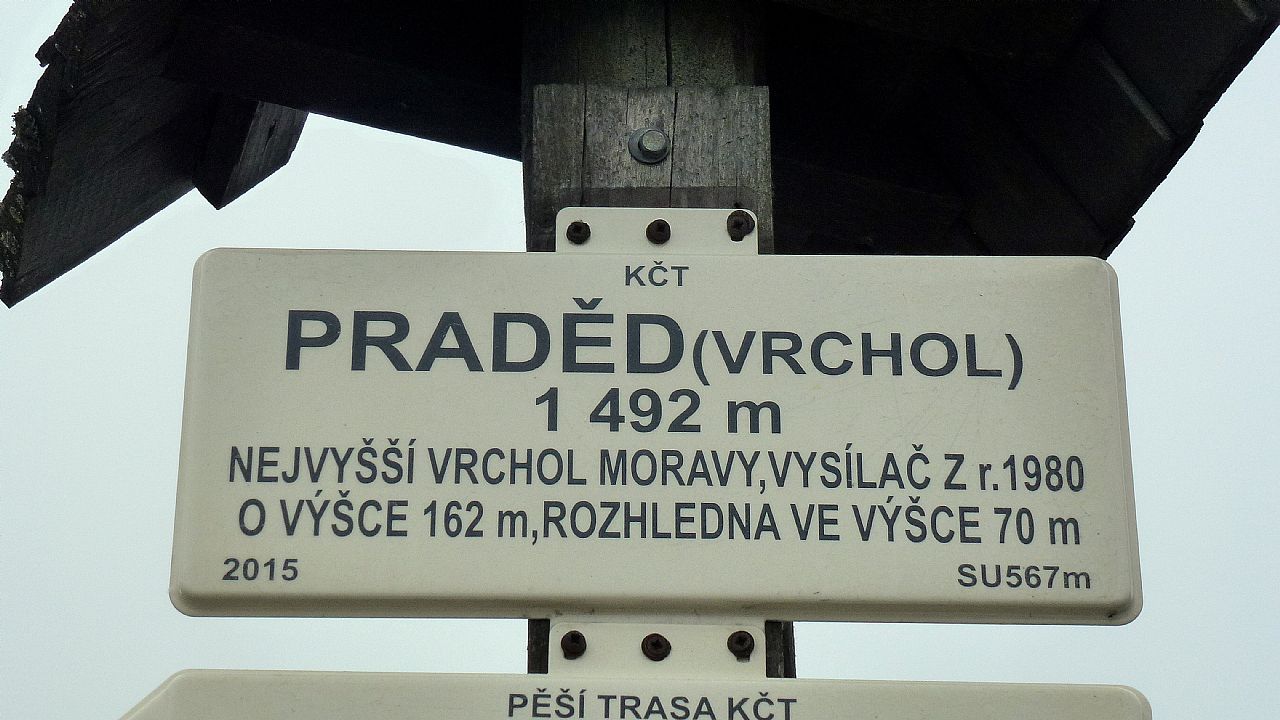 KČT
PRADĚD(VRCHOL)
1 492 m
NEJVYŠŠÍ VRCHOL MORAVY,VYSÍLAČ Z r.1980
O VÝŠCE 162 m,ROZHLEDNA VE VÝŠCE 70 m
2015 SU567m
PĚŠÍ TRASA KČT